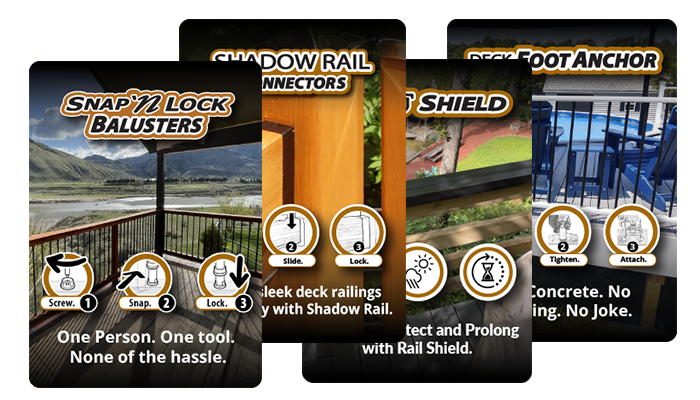 SNAP'N LOCK
BALUSTERS
Screw. 1
Snap. 2
Lock. 3
One Person. One tool.
None of the hassle.
SHADOW RAIL
NNECTORS
2
Slide.
3
Lock.
sleek deck railings
y with Shadow Rail.
SHIELD
tect and Prolong
with Rail Shield.
DECK FOOT ANCHOR
2
Tighten.
3
Attach.
Concrete. No
ing. No Joke.